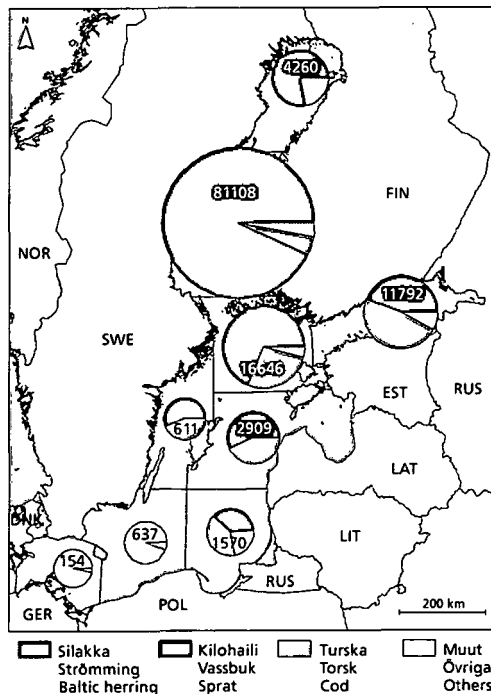 N
4260
81108
FIN
NOR
11792
SWE
16646
EST
RUS
611
2909
LAT
DNK
637
1570
LIT
154
RUS
GER
POL
200 km
Silakka
Strömming
Baltic herring
Kilohaili
Vassbuk
Sprat
Turska
Torsk
Cod
Muut
Övriga
Others